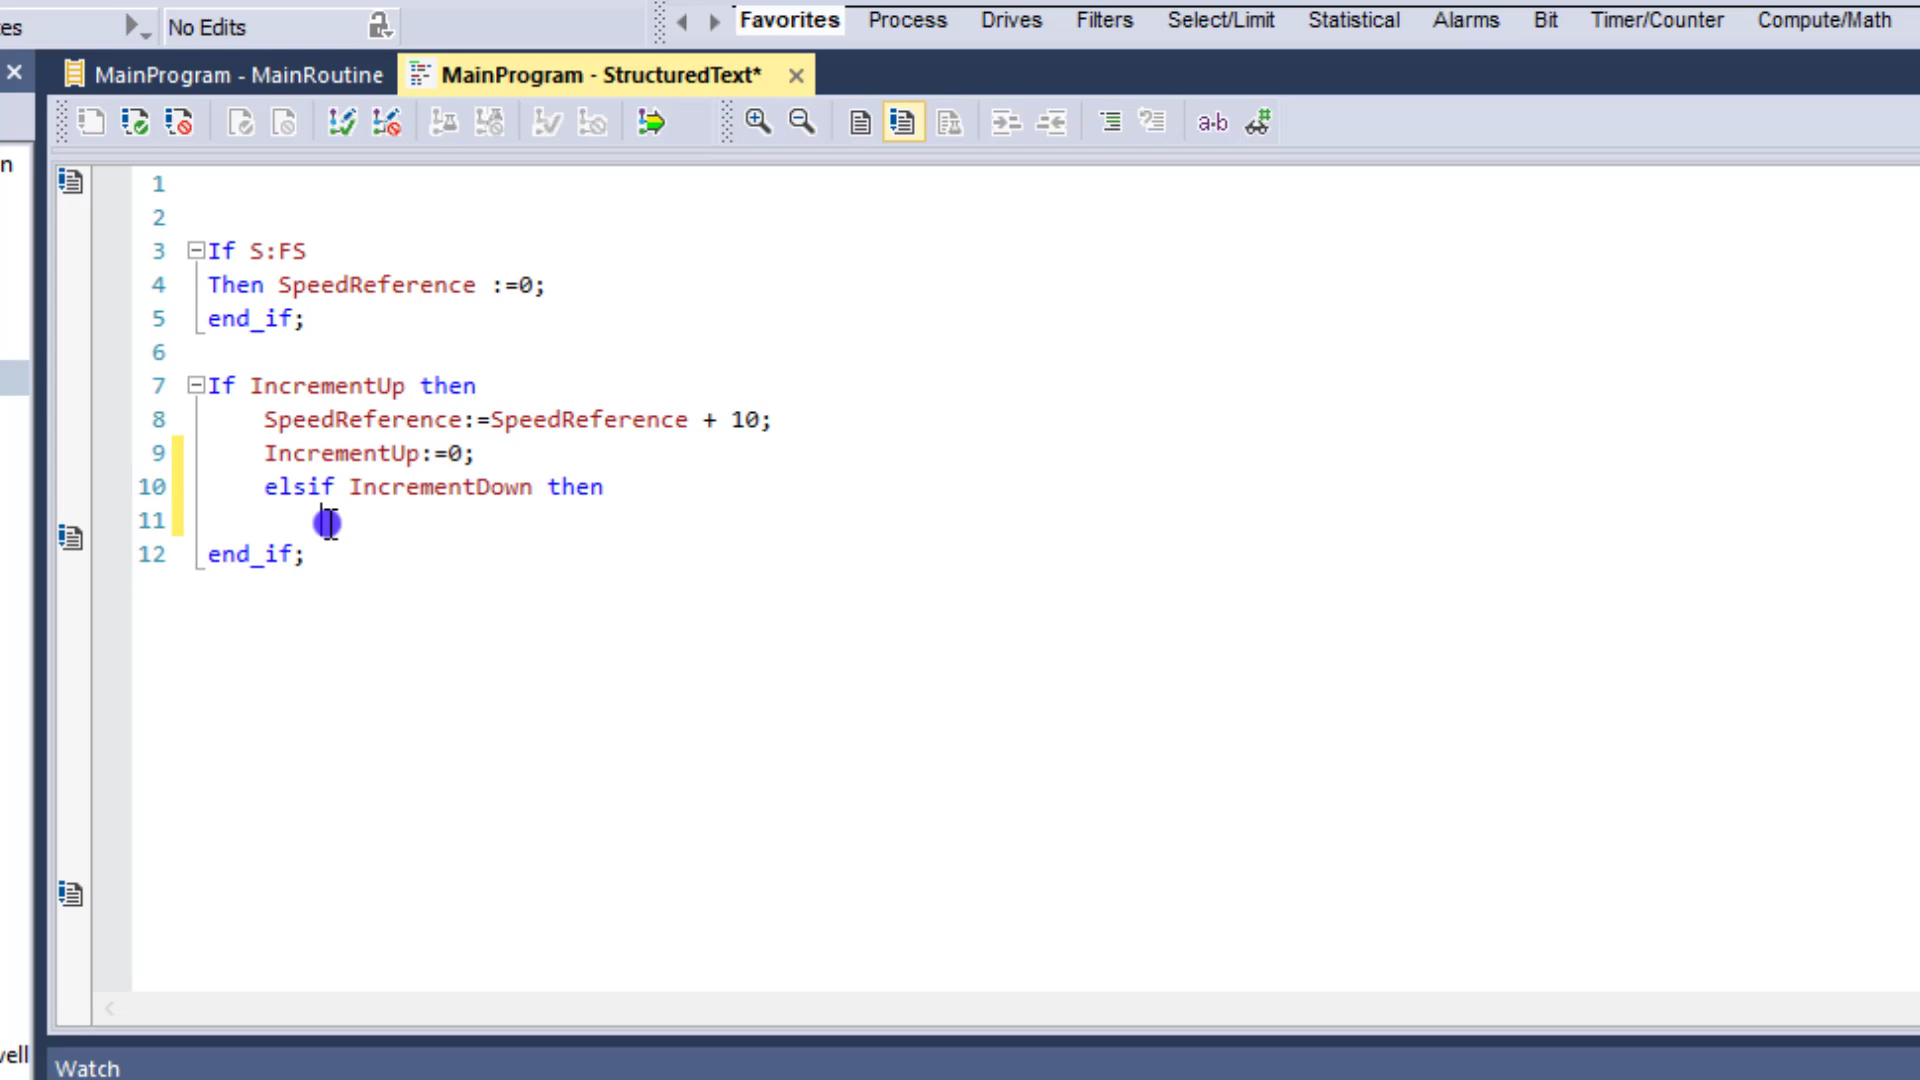 es No Edits Favorites Process Drives Filters Select/Limit Statistical Alarms Bit Timer/Counter Compute/Math
MainProgram - MainRoutine MainProgram - StructuredText*
a-b
n
1
2
3 If S:FS
4 Then SpeedReference :=0;
5 end_if;
6
7 If IncrementUp then
8 SpeedReference:=SpeedReference + 10;
9 IncrementUp:=0;
10 elsif IncrementDown then
11
12 end_if;
vell
Watch